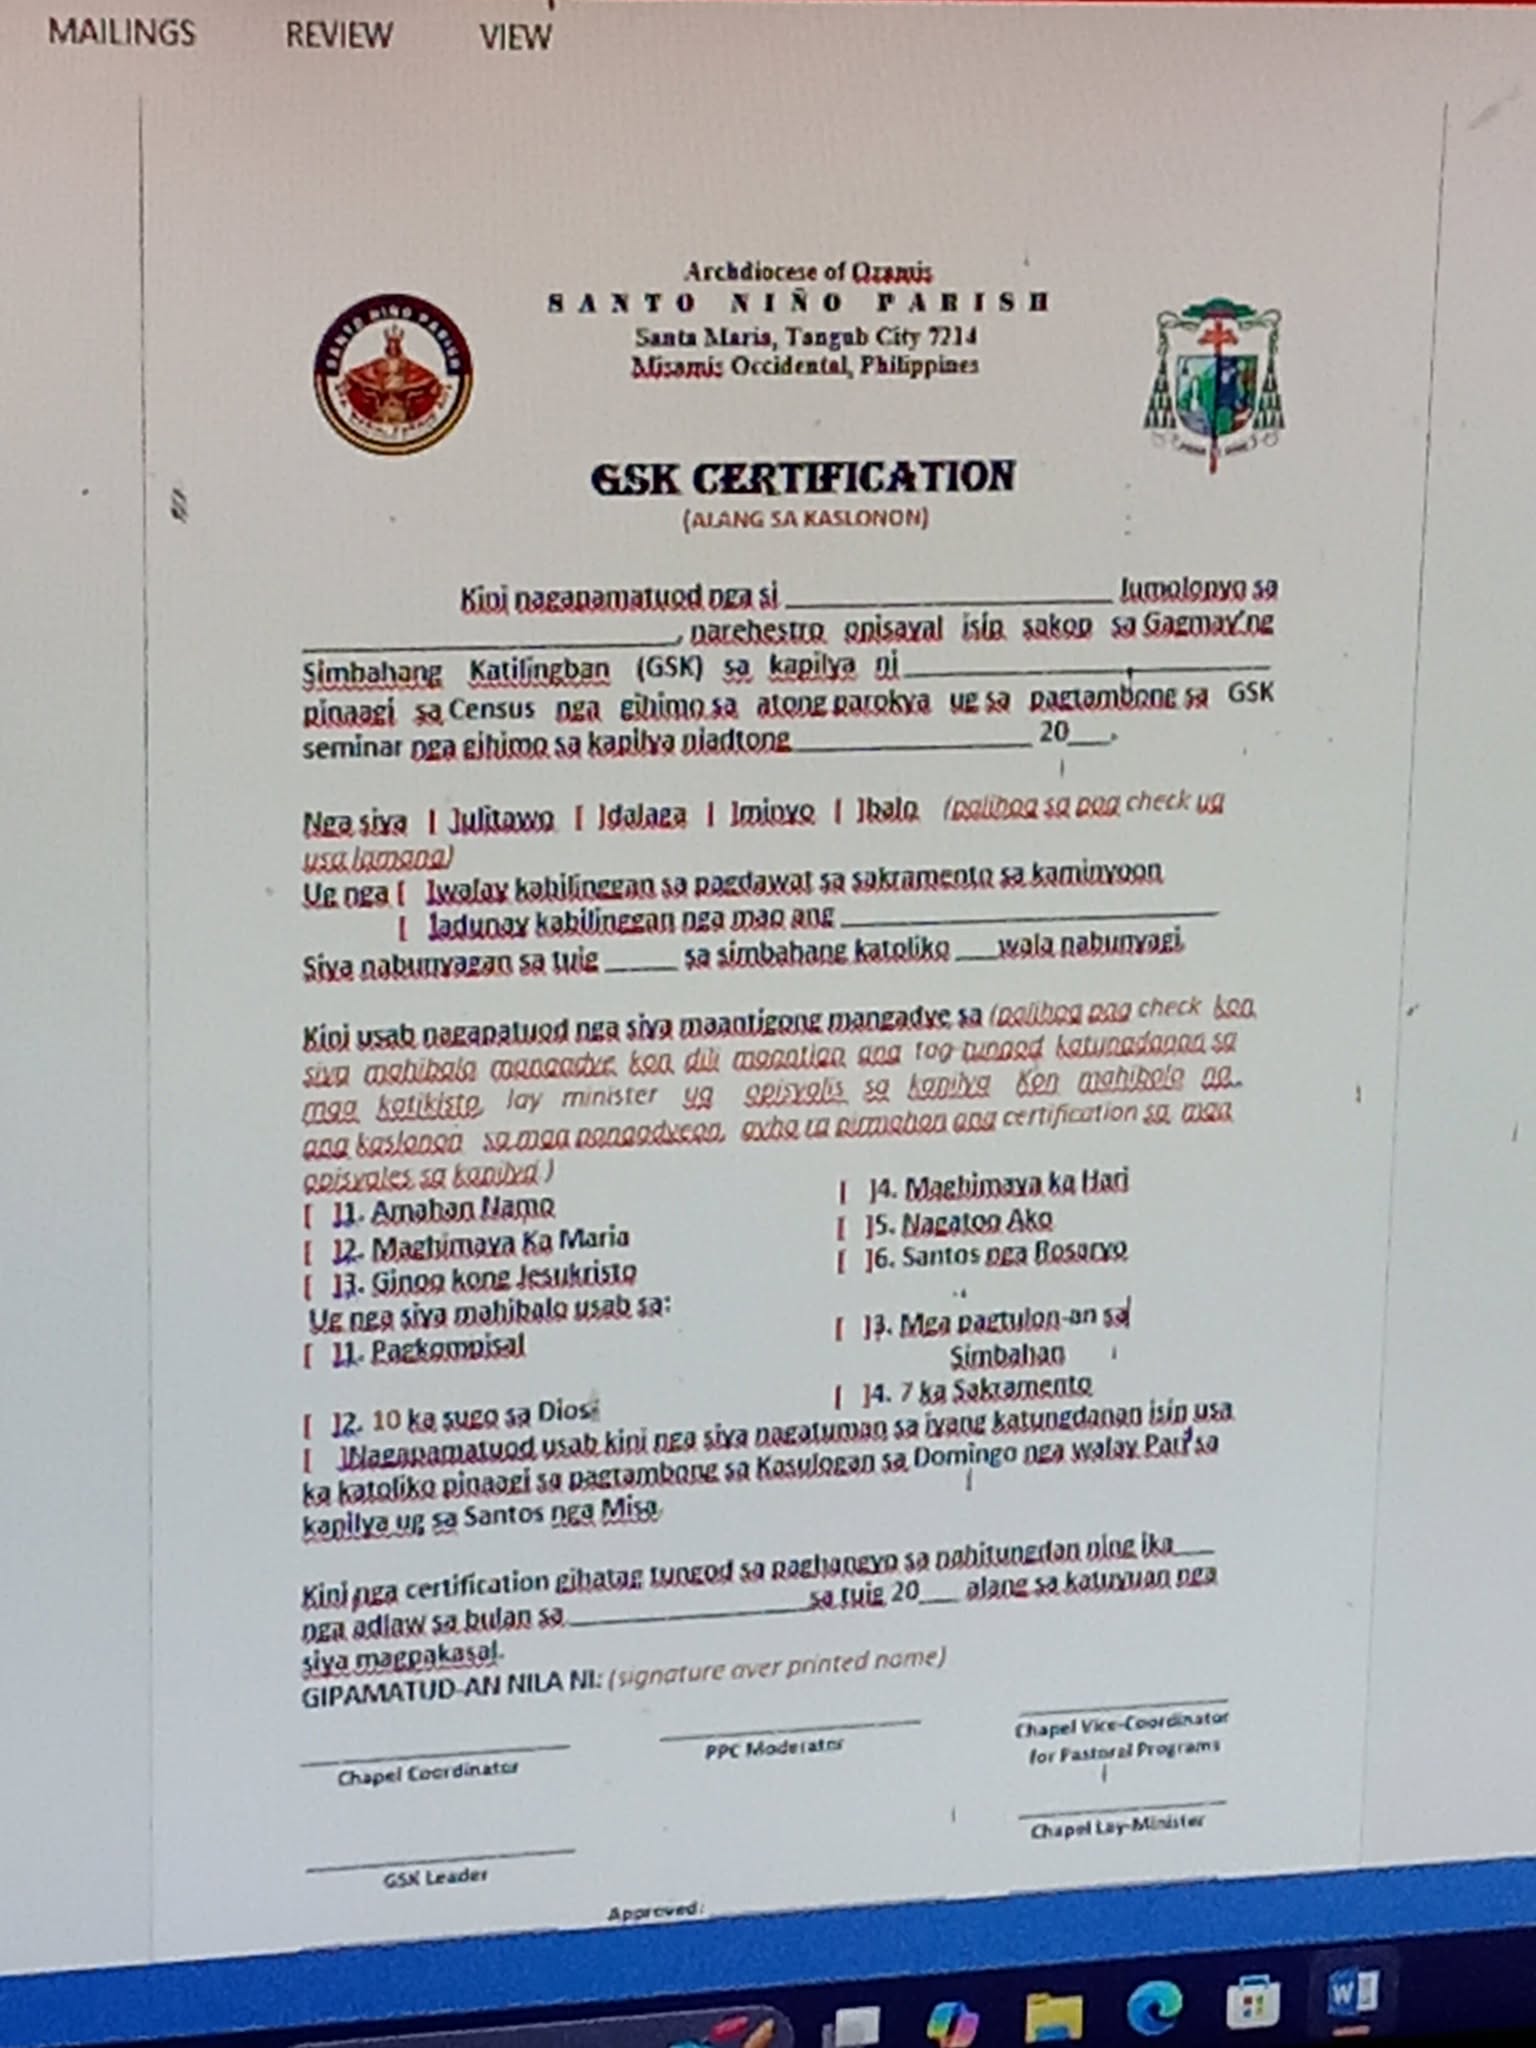 MAILINGS REVIEW VIEW
Archdiocese of Ozamis
SANTO NIÑO PARISH
Santa Maria, Tangub City 7214
Misamis Occidental, Philippines
SANTO NIÑO PARISH
GSK CERTIFICATION
(ALANG SA KASLONON)
Kini nagapamatuod nga si ____________________ lumolonyo sa
____________________, narehestro opisayal isip sakop sa Gagmay'ng
Simbahang Katilingban (GSK) sa kapilya ni ____________________
pinaagi sa Census nga gihimo sa atong parokya ug sa pagtambong sa GSK
seminar nga gihimo sa kapilya niadtong ____________________ 20___.
Nga siya [ ]ulitawo [ ]dalaga [ ]minyo [ ]balo (palihog sa pag check ug
usa lamang)
Ug nga [ ]walay kabilinggan sa pagdawat sa sakramento sa kaminyoon
[ ]adunay kabilinggan nga mao ang ____________________
Siya nabunyagan sa tuig _____ sa simbahang katoliko ___wala nabunyagi.
Kini usab nagapatuod nga siya maantigong mangadye sa (palihog pag check kon
siya mahibalo mangadye kon dili maantigo ang tag-tungod katungdanan sa
mga katikista, lay minister ug opisyalis sa kapilya Kon mahibalo na
ang kaslonon sa mga pangadyeon, ayha ra pirmahan ang certification sa mga
opisyales sa kapilya)
[ ]1. Amahan Namo
[ ]2. Maghimaya Ka Maria
[ ]3. Ginoo kong Jesukristo
[ ]4. Maghimaya ka Hari
[ ]5. Nagatoo Ako
[ ]6. Santos nga Rosaryo
Ug nga siya mahibalo usab sa:
[ ]1. Pagkompisal
[ ]2. 10 ka sugo sa Dios
[ ]3. Mga pagtulon-an sa
Simbahan
[ ]4. 7 ka Sakramento
[ ]Nagapamatuod usab kini nga siya nagatuman sa iyang katungdanan isip usa
ka katoliko pinaagi sa pagtambong sa Kasulogan sa Domingo nga walay Pari sa
kapilya ug sa Santos nga Misa.
Kini nga certification gihatag tungod sa paghangyo sa nahitungdan ning ika___
nga adlaw sa bulan sa ____________________ sa tuig 20___ alang sa katuyuan nga
siya magpakasal.
GIPAMATUD-AN NILA NI: (signature over printed name)
Chapel Coordinator
PPC Moderator
Chapel Vice-Coordinator
for Pastoral Programs
GSK Leader
Chapel Lay-Minister
Approved: